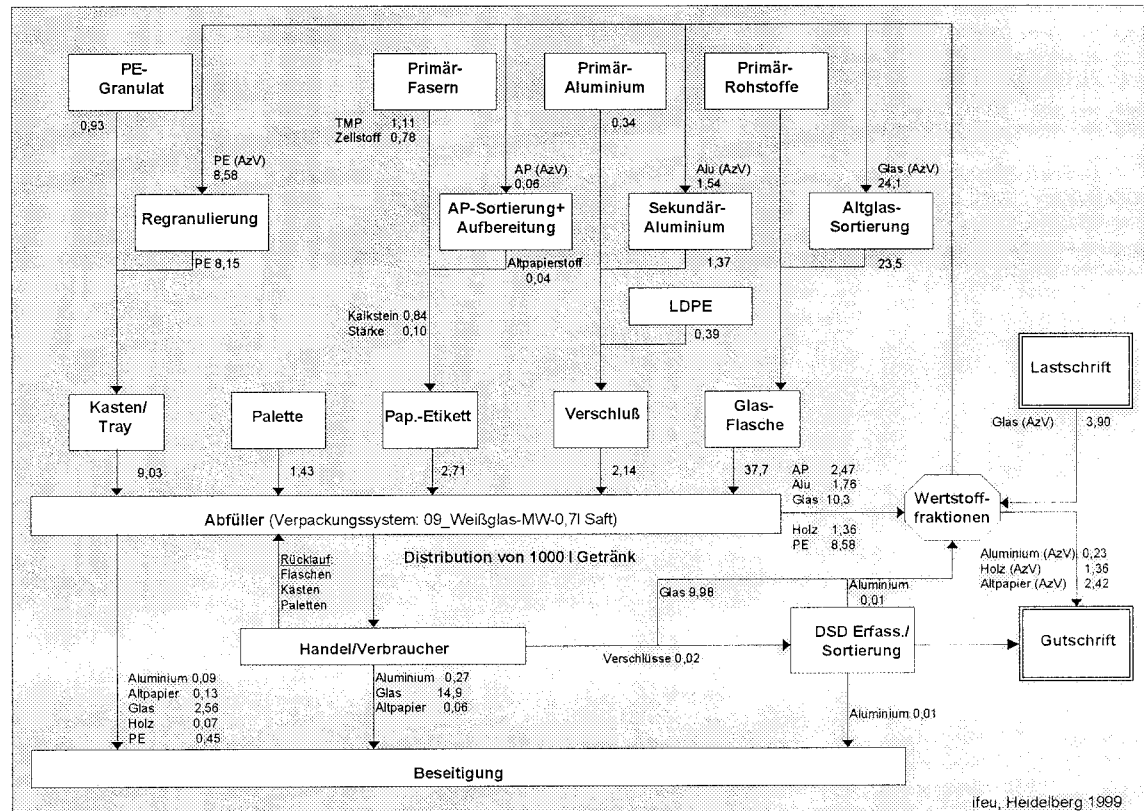 PE-
Granulat
Primär-
Fasern
Primär-
Aluminium
Primär-
Rohstoffe
0,93
TMP 1,11
Zellstoff 0,78
0,34
PE (AzV)
8,58
AP (AzV)
0,06
Alu (AzV)
1,54
Glas (AzV)
24,1
Regranulierung
AP-Sortierung+
Aufbereitung
Sekundär-
Aluminium
Altglas-
Sortierung
PE 8,15
Altpapierstoff
0,04
1,37
23,5
Kalkstein 0,84
Stärke 0,10
LDPE
0,39
Lastschrift
Kasten/
Tray
Palette
Pap.-Etikett
Verschluß
Glas-
Flasche
Glas (AzV) 3,90
9,03
1,43
2,71
2,14
37,7
AP 2,47
Alu 1,76
Glas 10,3
Holz 1,36
PE 8,58
Wertstoff-
fraktionen
Abfüller (Verpackungssystem: 09_Weißglas-MW-0,7l Saft)
Distribution von 1000 l Getränk
Rücklauf:
Flaschen
Kasten
Paletten
Aluminium (AzV) 0,23
Holz (AzV) 1,36
Altpapier (AzV) 2,42
Glas 9,98
Aluminium
0,01
Handel/Verbraucher
Verschlüsse 0,02
DSD Erfass./
Sortierung
Gutschrift
Aluminium 0,09
Altpapier 0,13
Glas 2,56
Holz 0,07
PE 0,45
Aluminium 0,27
Glas 14,9
Altpapier 0,06
Aluminium 0,01
Beseitigung
ifeu, Heidelberg 1999